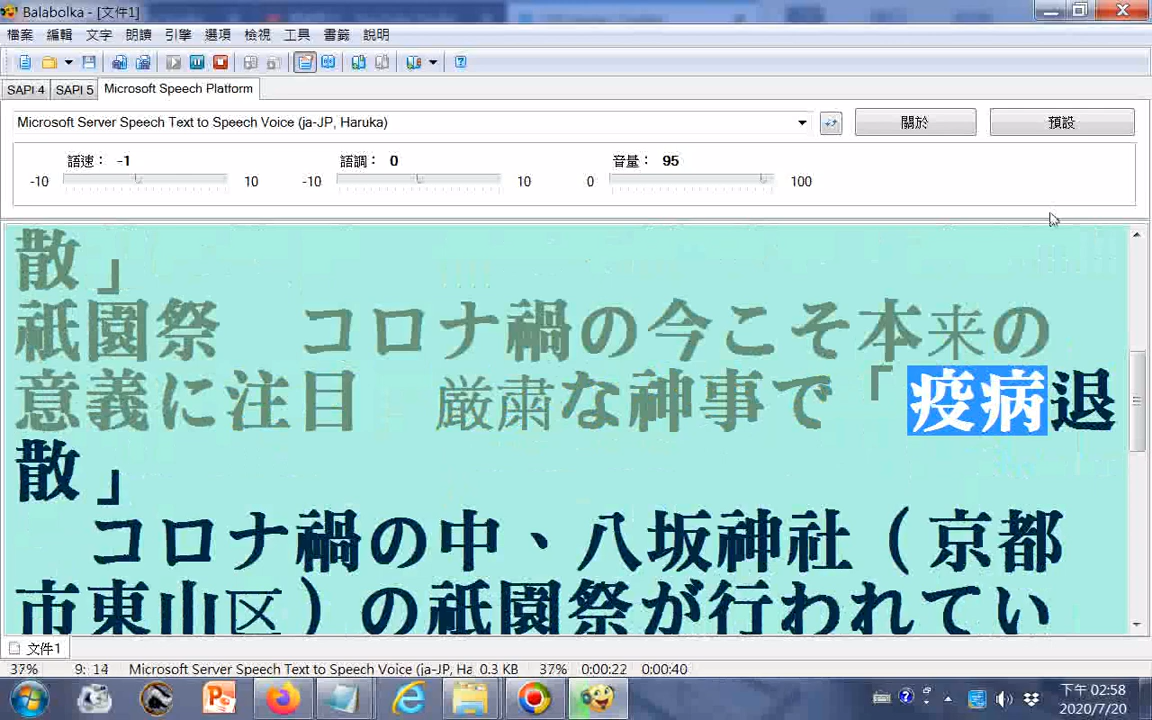 Balabolka - [文件1]
檔案 編輯 文字 朗讀 引擎 選項 檢視 工具 書籤 說明
SAPI 4 SAPI 5 Microsoft Speech Platform
Microsoft Server Speech Text to Speech Voice (ja-JP, Haruka) 關於 預設
語速： -1 語調： 0 音量： 95
-10 10 -10 10 0 100
散」
祇園祭　コロナ禍の今こそ本来の
意義に注目　厳粛な神事で「疫病退
散」
　コロナ禍の中、八坂神社（京都
市東山区）の祇園祭が行われてい
文件1
37% 9: 14 Microsoft Server Speech Text to Speech Voice (ja-JP, Ha 0.3 KB 37% 0:00:22 0:00:40
下午 02:58
2020/7/20